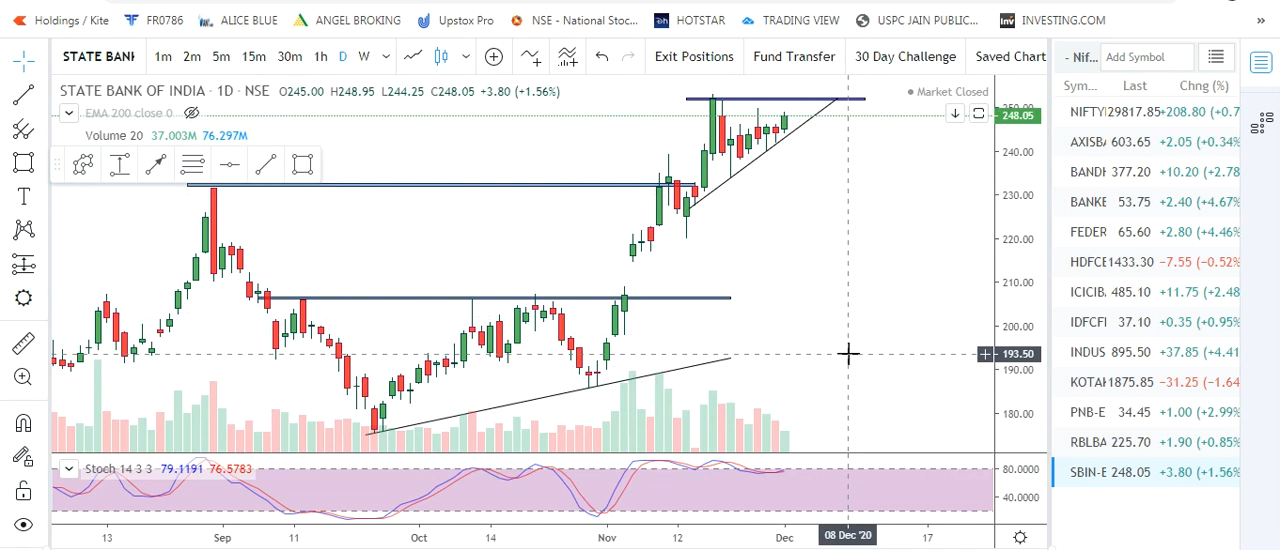 Holdings / Kite FR0786 ALICE BLUE ANGEL BROKING Upstox Pro NSE - National Stoc... HOTSTAR TRADING VIEW USPC JAIN PUBLIC... INVESTING.COM »
STATE BANK 1m 2m 5m 15m 30m 1h D W Exit Positions Fund Transfer 30 Day Challenge Saved Chart - Nif... Add Symbol
STATE BANK OF INDIA · 1D · NSE O245.00 H248.95 L244.25 C248.05 +3.80 (+1.56%) Market Closed
EMA 200 close 0
Volume 20 37.003M 76.297M
250.00
248.05
240.00
230.00
220.00
210.00
200.00
193.50
190.00
180.00
Stoch 14 3 3 79.1191 76.5783
80.0000
40.0000
13 Sep 11 Oct 14 Nov 12 Dec 08 Dec '20 17
Sym... Last Chng (%)
NIFTY 29817.85 +208.80 (+0.7
AXISB 603.65 +2.05 (+0.34%
BANDH 377.20 +10.20 (+2.78
BANKE 53.75 +2.40 (+4.67%
FEDER 65.60 +2.80 (+4.46%
HDFCB 1433.30 -7.55 (-0.52%
ICICIB 485.10 +11.75 (+2.48
IDFCFI 37.10 +0.35 (+0.95%
INDUS 895.50 +37.85 (+4.41
KOTAK 1875.85 -31.25 (-1.64
PNB-E 34.45 +1.00 (+2.99%
RBLBA 225.70 +1.90 (+0.85%
SBIN-E 248.05 +3.80 (+1.56%